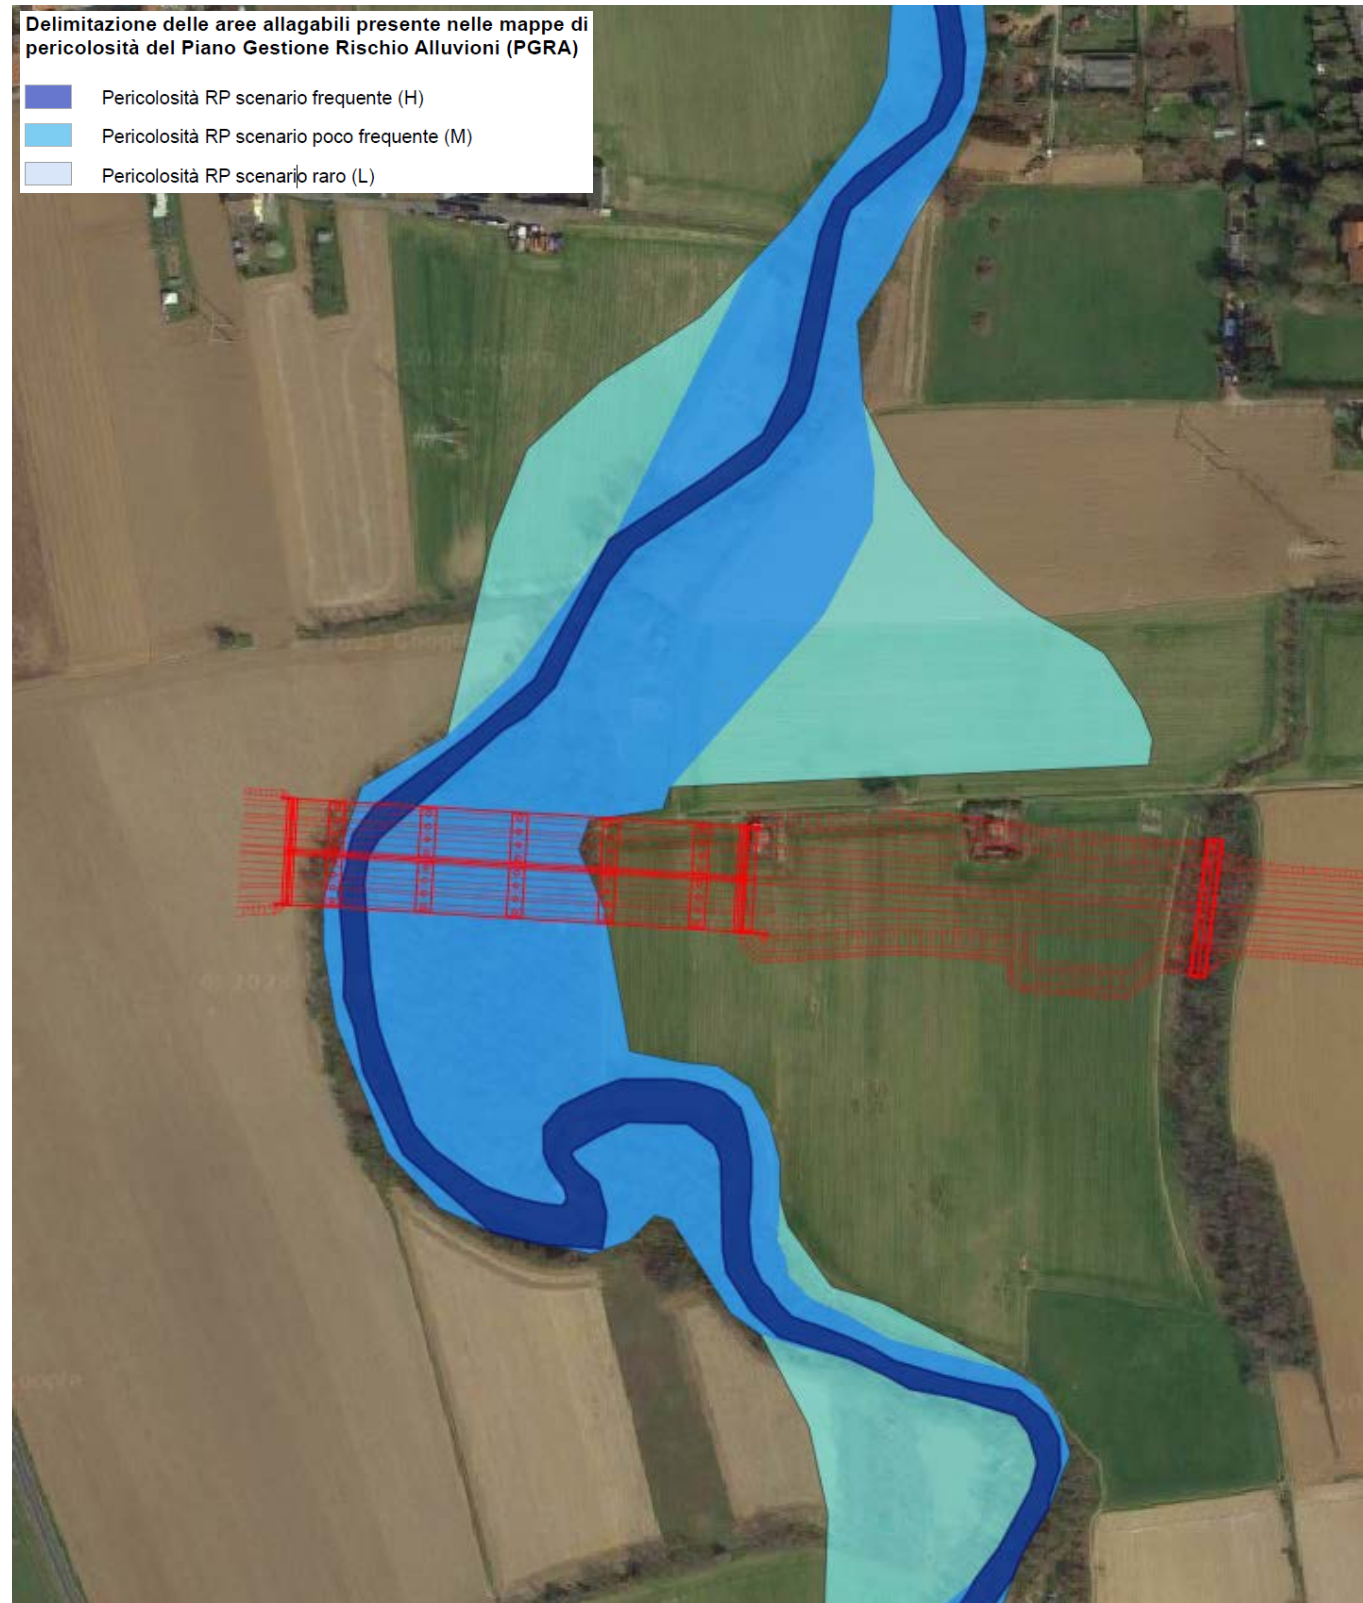 Delimitazione delle aree allagabili presente nelle mappe di
pericolosità del Piano Gestione Rischio Alluvioni (PGRA)
Pericolosità RP scenario frequente (H)
Pericolosità RP scenario poco frequente (M)
Pericolosità RP scenario raro (L)